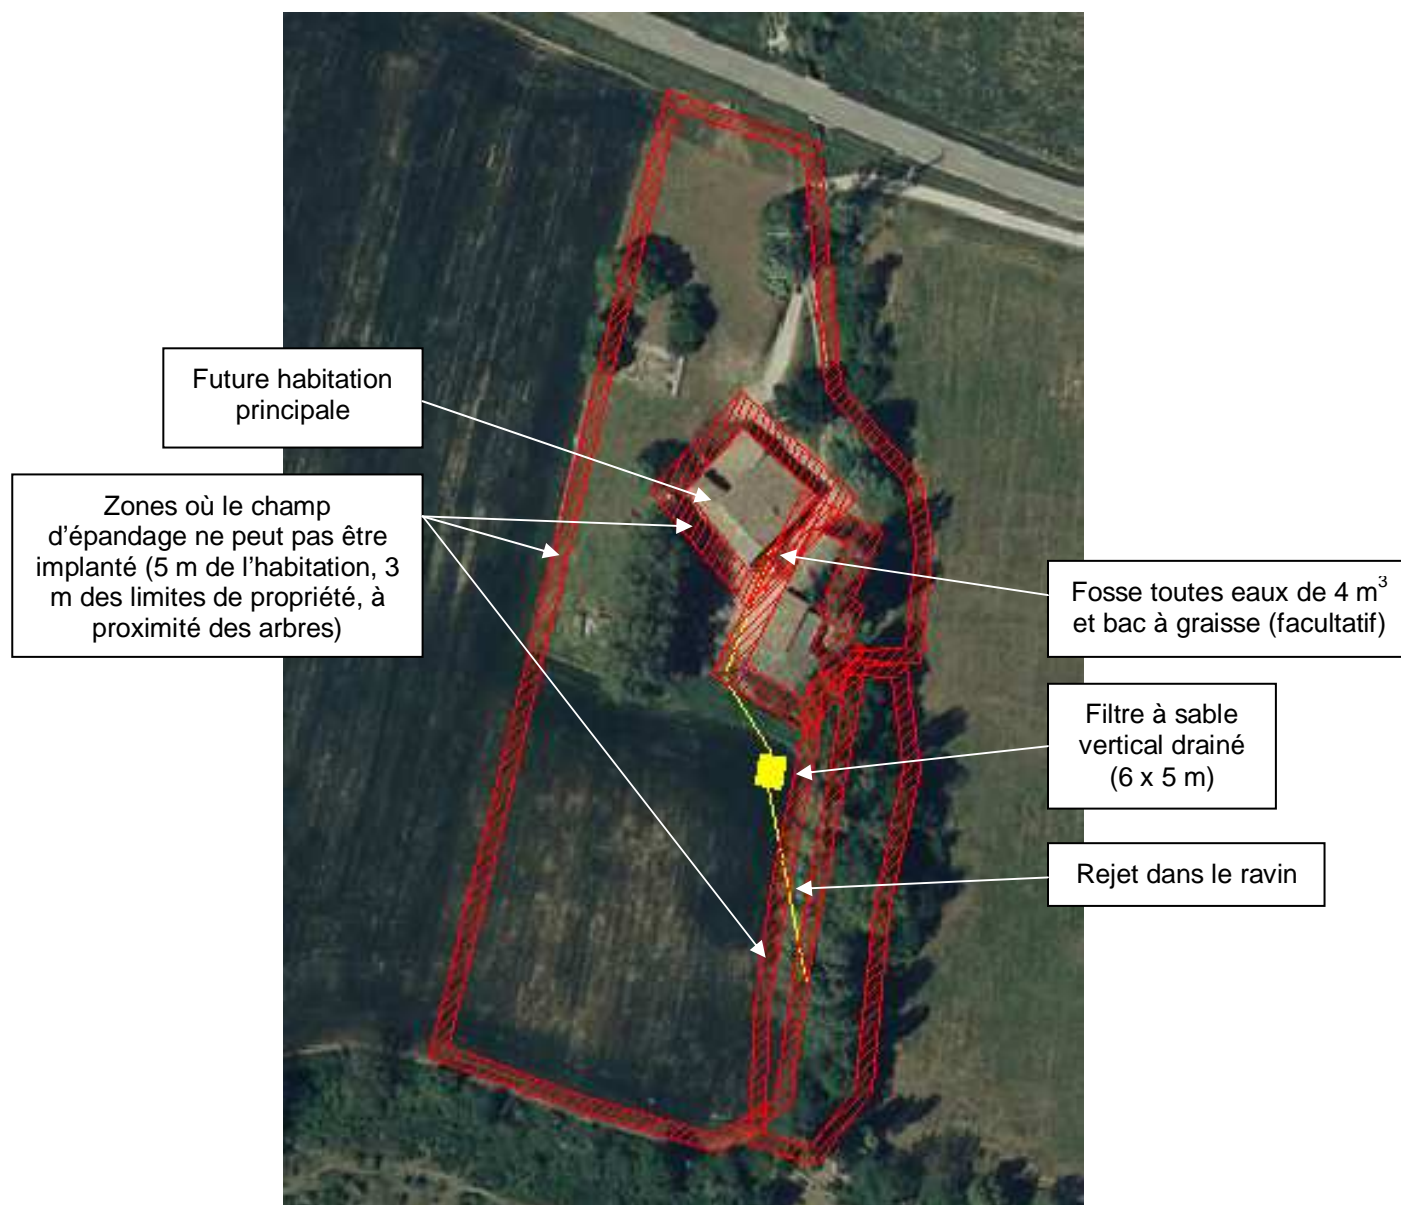 Future habitation
principale
Zones où le champ
d'épandage ne peut pas être
implanté (5 m de l'habitation, 3
m des limites de propriété, à
proximité des arbres)
Fosse toutes eaux de 4 m³
et bac à graisse (facultatif)
Filtre à sable
vertical drainé
(6 x 5 m)
Rejet dans le ravin